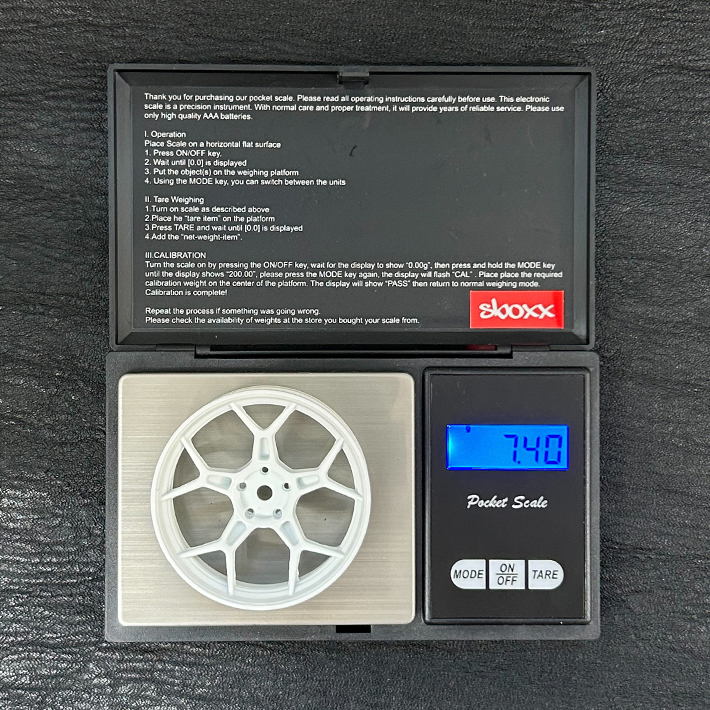 Thank you for purchasing our pocket scale. Please read all operating instructions carefully before use. This electronic
scale is a precision instrument. With normal care and proper treatment, it will provide years of reliable service. Please use
only high quality AAA batteries.
I. Operation
Place Scale on a horizontal flat surface
1. Press ON/OFF key.
2. Wait until [0.0] is displayed
3. Put the object(s) on the weighing platform
4. Using the MODE key, you can switch between the units
II. Tare Weighing
1.Turn on scale as described above
2.Place he "tare item" on the platform
3.Press TARE and wait until [0.0] is displayed
4.Add the "net-weight-item".
III.CALIBRATION
Turn the scale on by pressing the ON/OFF key, wait for the display to show "0.00g", then press and hold the MODE key
until the display shows "200.00", please press the MODE key again, the display will flash "CAL" . Place place the required
calibration weight on the center of the platform. The display will show "PASS" then return to normal weighing mode.
Calibration is complete!
Repeat the process if something was going wrong.
Please check the availability of weights at the store you bought your scale from.
sboxx
g
7.40
Pocket Scale
MODE ON/OFF TARE